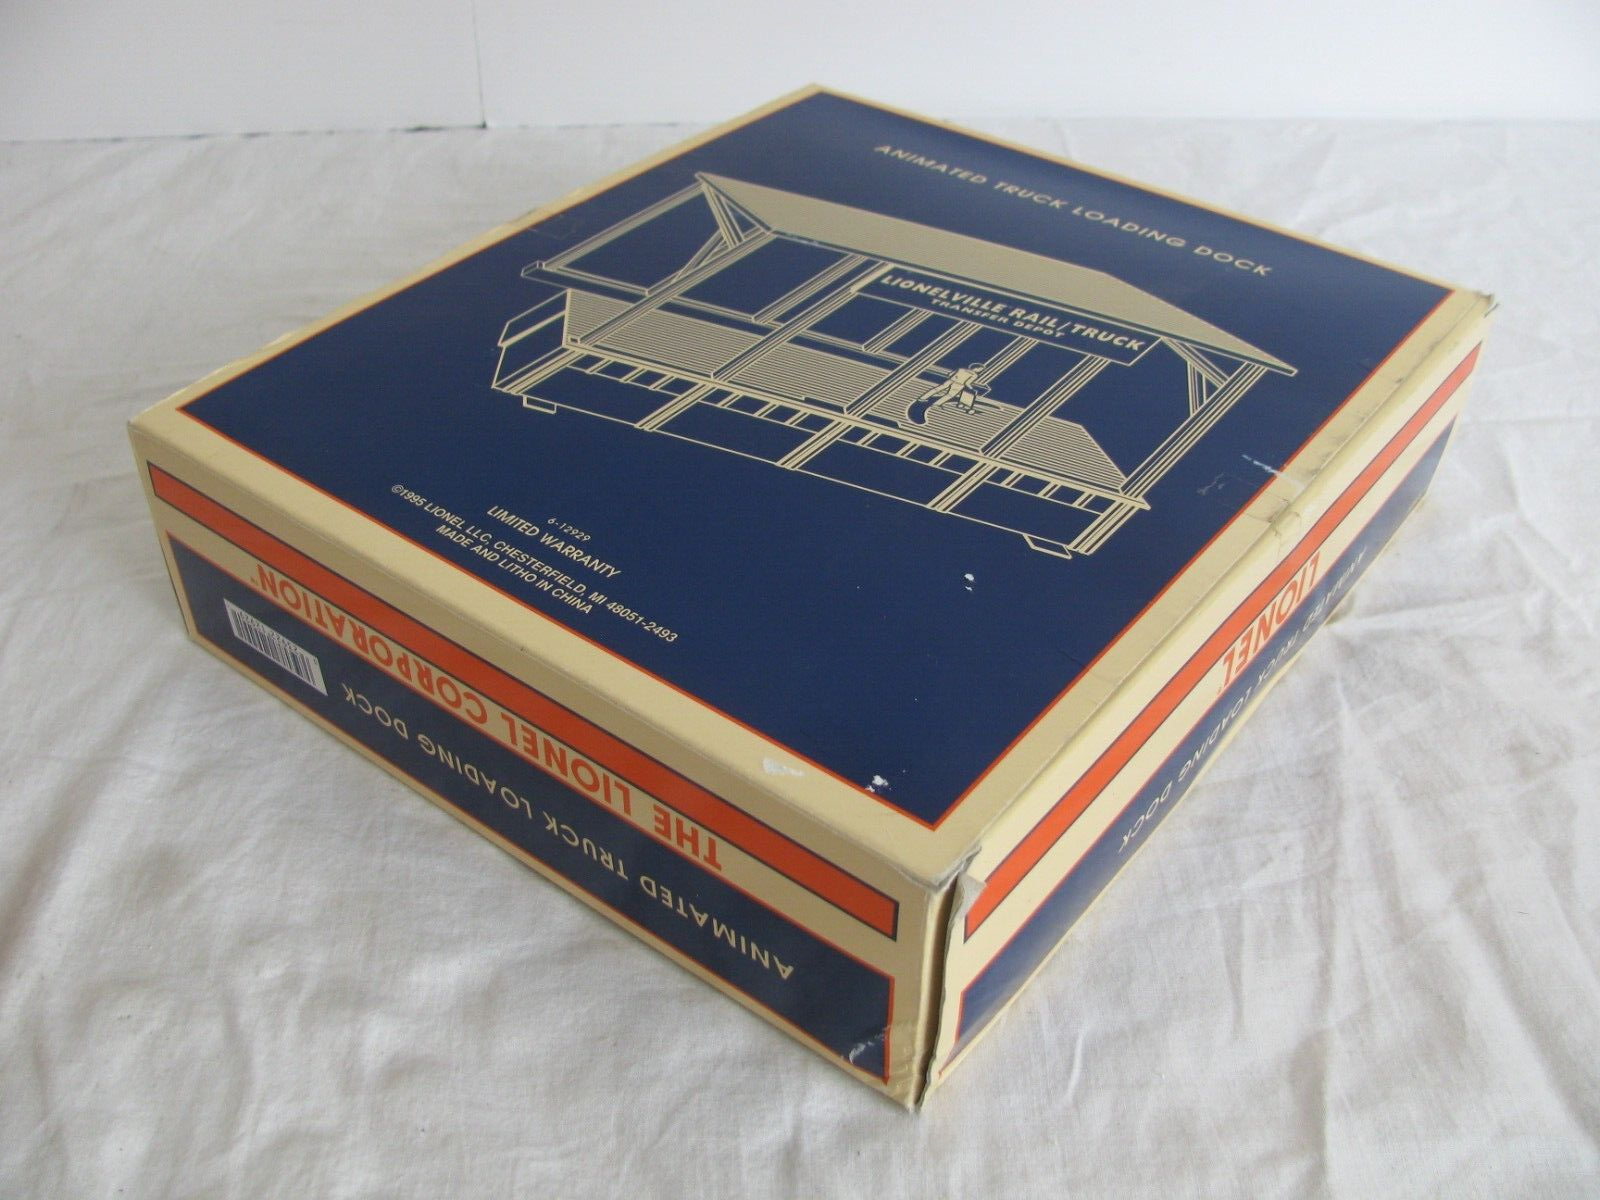 ANIMATED TRUCK LOADING DOCK
LIONELVILLE RAIL/TRUCK
TRANSFER DEPOT
6-12929
LIMITED WARRANTY
©1995 LIONEL LLC, CHESTERFIELD, MI 48051-2493
MADE AND LITHO IN CHINA
THE LIONEL CORPORATION™
ANIMATED TRUCK LOADING DOCK
LIONEL
ANIMATED TRUCK LOADING DOCK